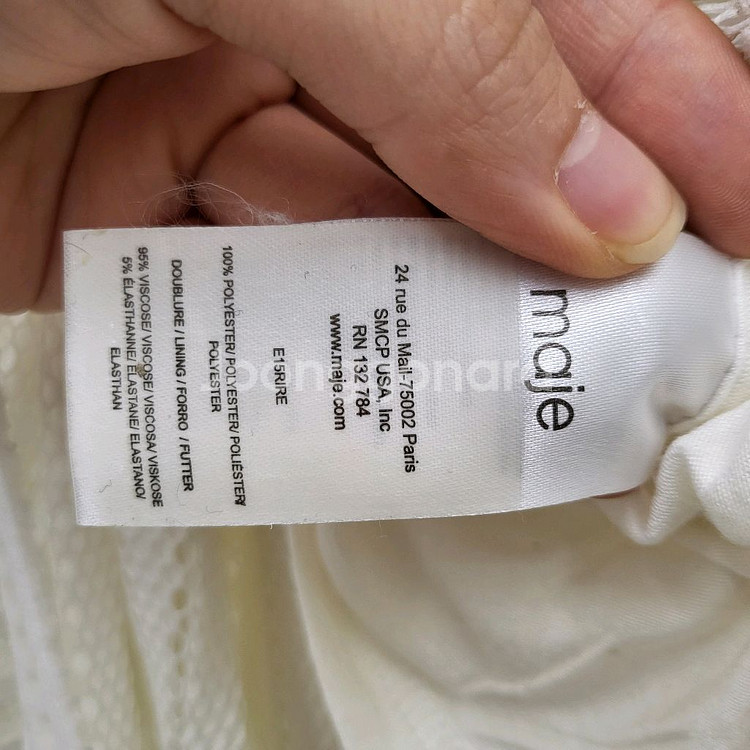 maje
24 rue du Mail-75002 Paris
SMCP USA, Inc
RN 132 784
www.maje.com
E15RIRE
100% POLYESTER/ POLYESTER/ POLIÉSTER/
POLYESTER
DOUBLURE / LINING / FORRO / FUTTER
95% VISCOSE/ VISCOSE/ VISCOSA/ VISKOSE
5% ÉLASTHANNE/ ELASTANE/ ELASTANO/
ELASTHAN